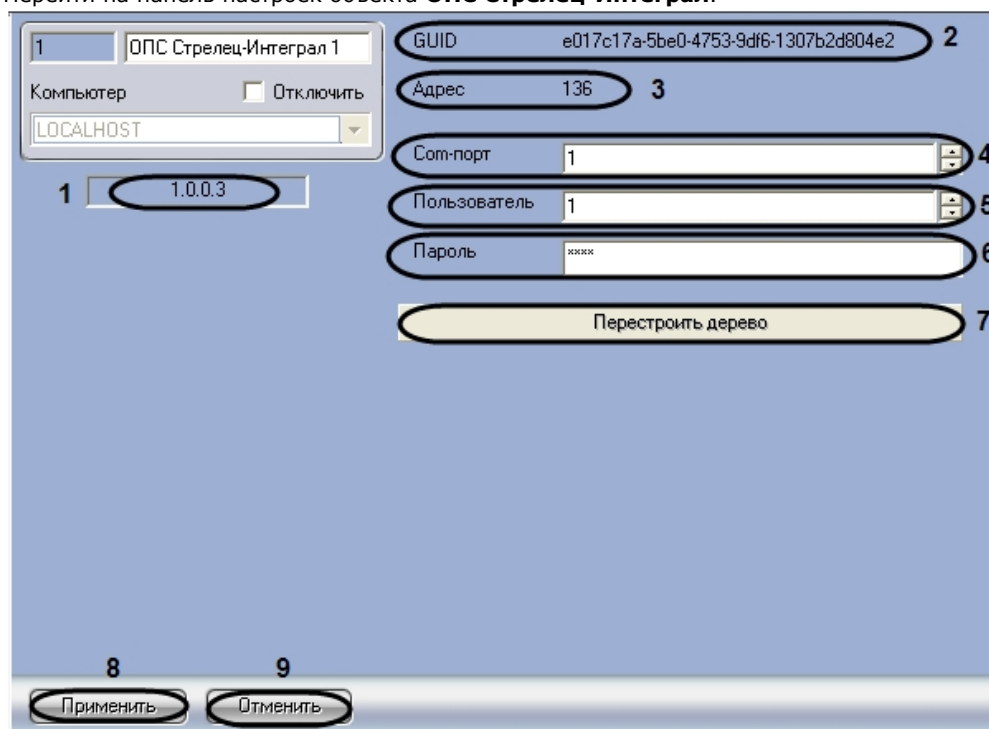 Перейти на панель настроек объекта ОПС Стрелец-Интеграл.
1 ОПС Стрелец-Интеграл 1
Компьютер Отключить
LOCALHOST
1 1.0.0.3
GUID e017c17a-5be0-4753-9df6-1307b2d804e2 2
Адрес 136 3
Com-порт 1 4
Пользователь 1 5
Пароль xxxx 6
Перестроить дерево 7
8 9
Применить Отменить